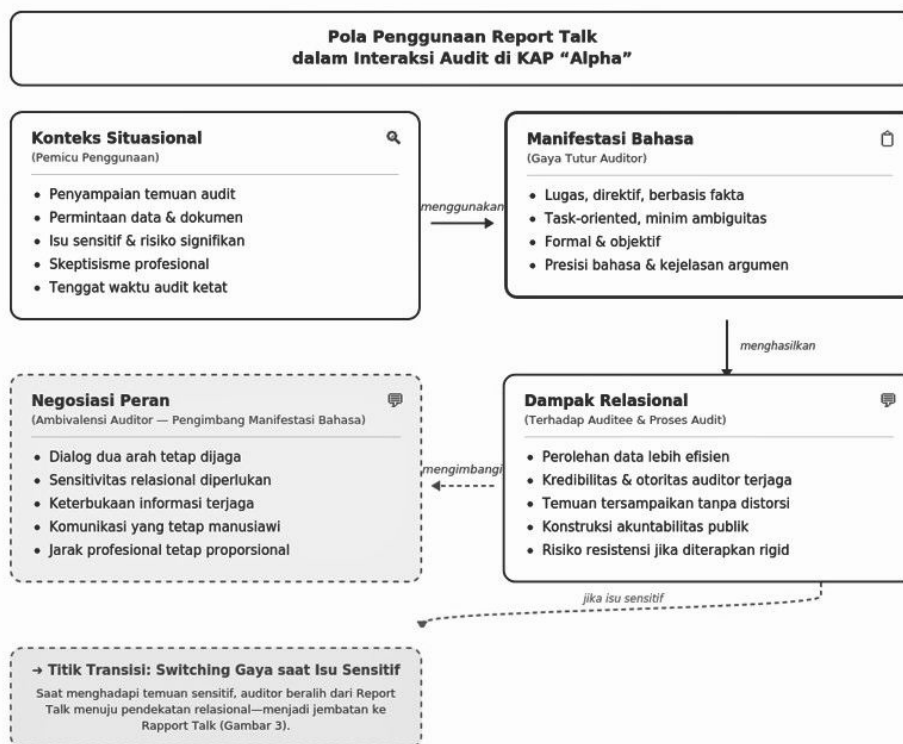 Pola Penggunaan Report Talk
dalam Interaksi Audit di KAP “Alpha”
Konteks Situasional
(Pemicu Penggunaan)
• Penyampaian temuan audit
• Permintaan data & dokumen
• Isu sensitif & risiko signifikan
• Skeptisisme profesional
• Tenggat waktu audit ketat
menggunakan
Manifestasi Bahasa
(Gaya Tutur Auditor)
• Lugas, direktif, berbasis fakta
• Task-oriented, minim ambiguitas
• Formal & objektif
• Presisi bahasa & kejelasan argumen
menghasilkan
Negosiasi Peran
(Ambivalensi Auditor — Pengimbang Manifestasi Bahasa)
• Dialog dua arah tetap dijaga
• Sensitivitas relasional diperlukan
• Keterbukaan informasi terjaga
• Komunikasi yang tetap manusiawi
• Jarak profesional tetap proporsional
mengimbangi
Dampak Relasional
(Terhadap Auditee & Proses Audit)
• Perolehan data lebih efisien
• Kredibilitas & otoritas auditor terjaga
• Temuan tersampaikan tanpa distorsi
• Konstruksi akuntabilitas publik
• Risiko resistensi jika diterapkan rigid
jika isu sensitif
→ Titik Transisi: Switching Gaya saat Isu Sensitif
Saat menghadapi temuan sensitif, auditor beralih dari Report
Talk menuju pendekatan relasional—menjadi jembatan ke
Rapport Talk (Gambar 3).